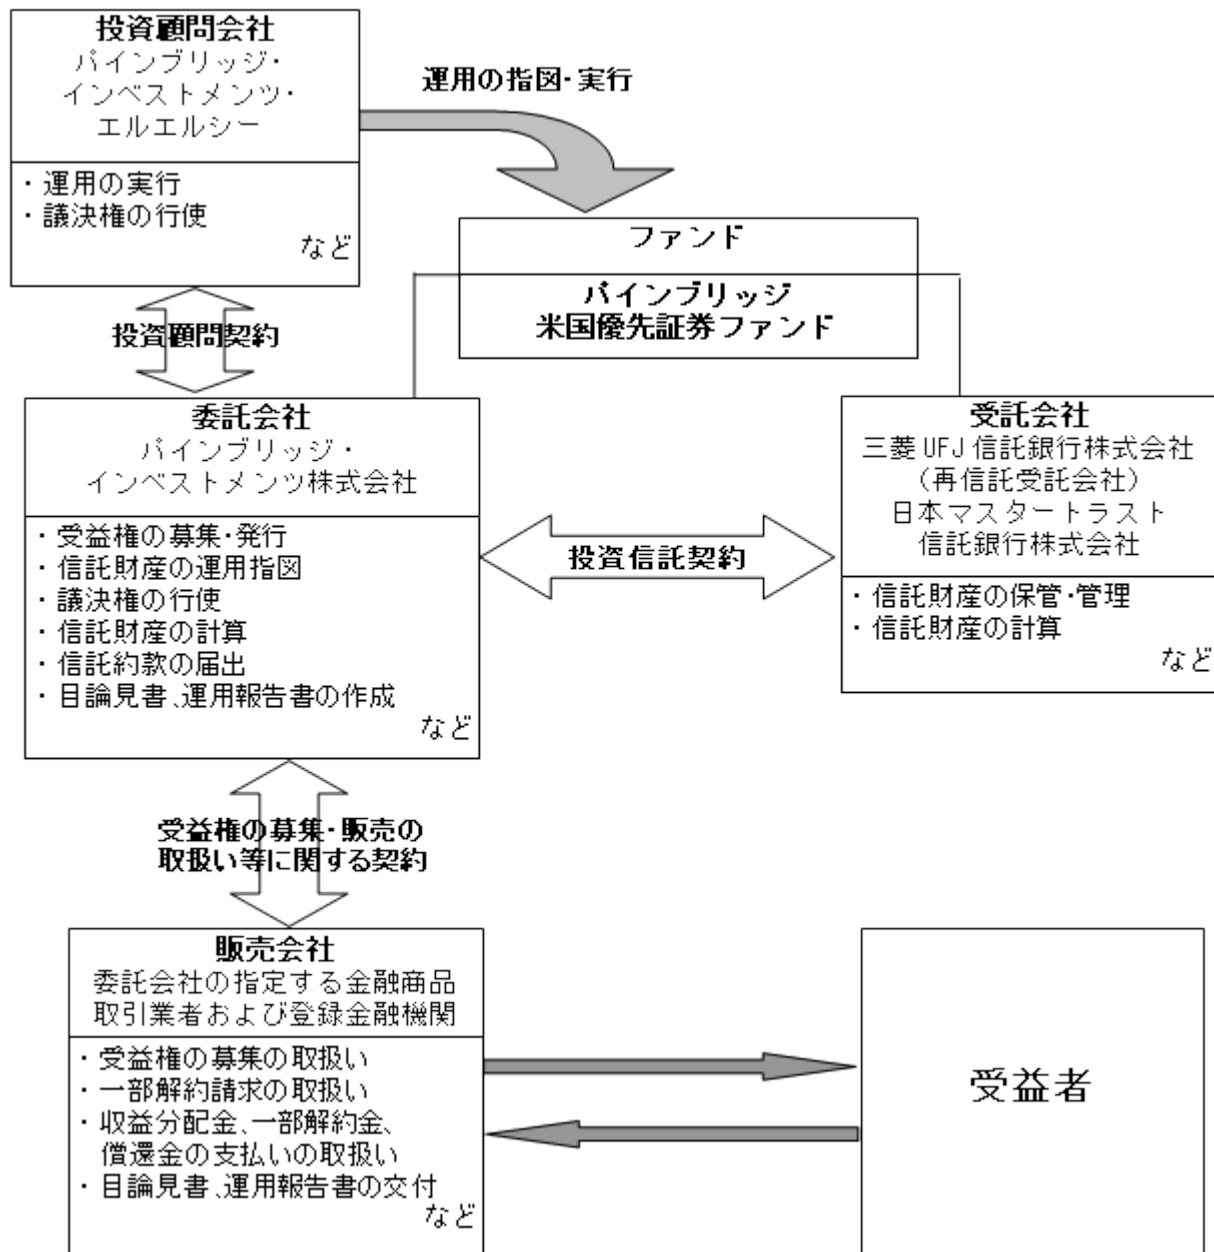 投資顧問会社
パインブリッジ・
インベストメンツ・
エルエルシー
・運用の実行
・議決権の行使
など
運用の指図・実行
ファンド
パインブリッジ
米国優先証券ファンド
投資顧問契約
委託会社
パインブリッジ・
インベストメンツ株式会社
・受益権の募集・発行
・信託財産の運用指図
・議決権の行使
・信託財産の計算
・信託約款の届出
・目論見書、運用報告書の作成
など
投資信託契約
受託会社
三菱UFJ信託銀行株式会社
（再信託受託会社）
日本マスタートラスト
信託銀行株式会社
・信託財産の保管・管理
・信託財産の計算
など
受益権の募集・販売の
取扱い等に関する契約
販売会社
委託会社の指定する金融商品
取引業者および登録金融機関
・受益権の募集の取扱い
・一部解約請求の取扱い
・収益分配金、一部解約金、
償還金の支払いの取扱い
・目論見書、運用報告書の交付
など
受益者